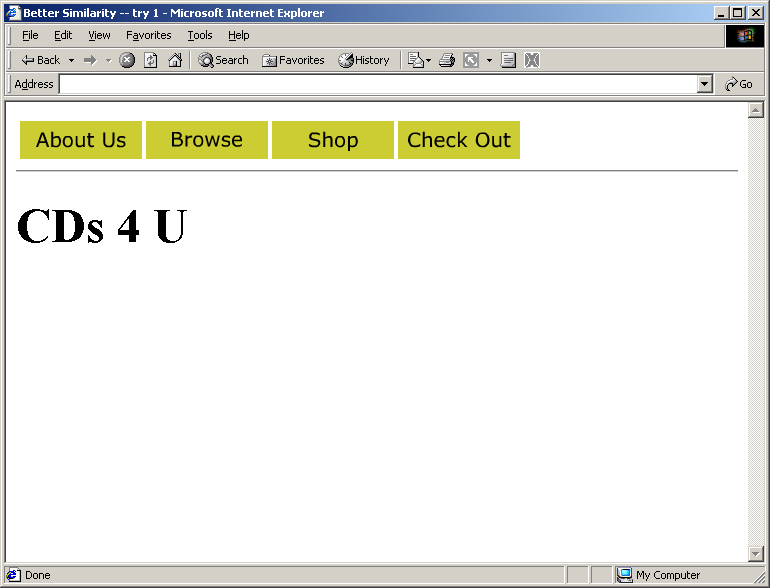 Better Similarity -- try 1 - Microsoft Internet Explorer
File Edit View Favorites Tools Help
Back Search Favorites History
Address Go
About Us Browse Shop Check Out
CDs 4 U
Done My Computer